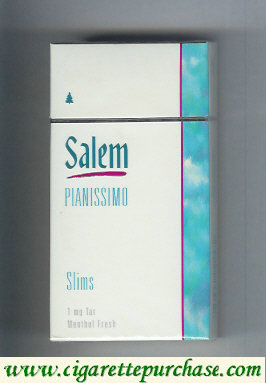 Salem
PIANISSIMO
Slims
1 mg Tar
Menthol Fresh
www.cigarettepurchase.com